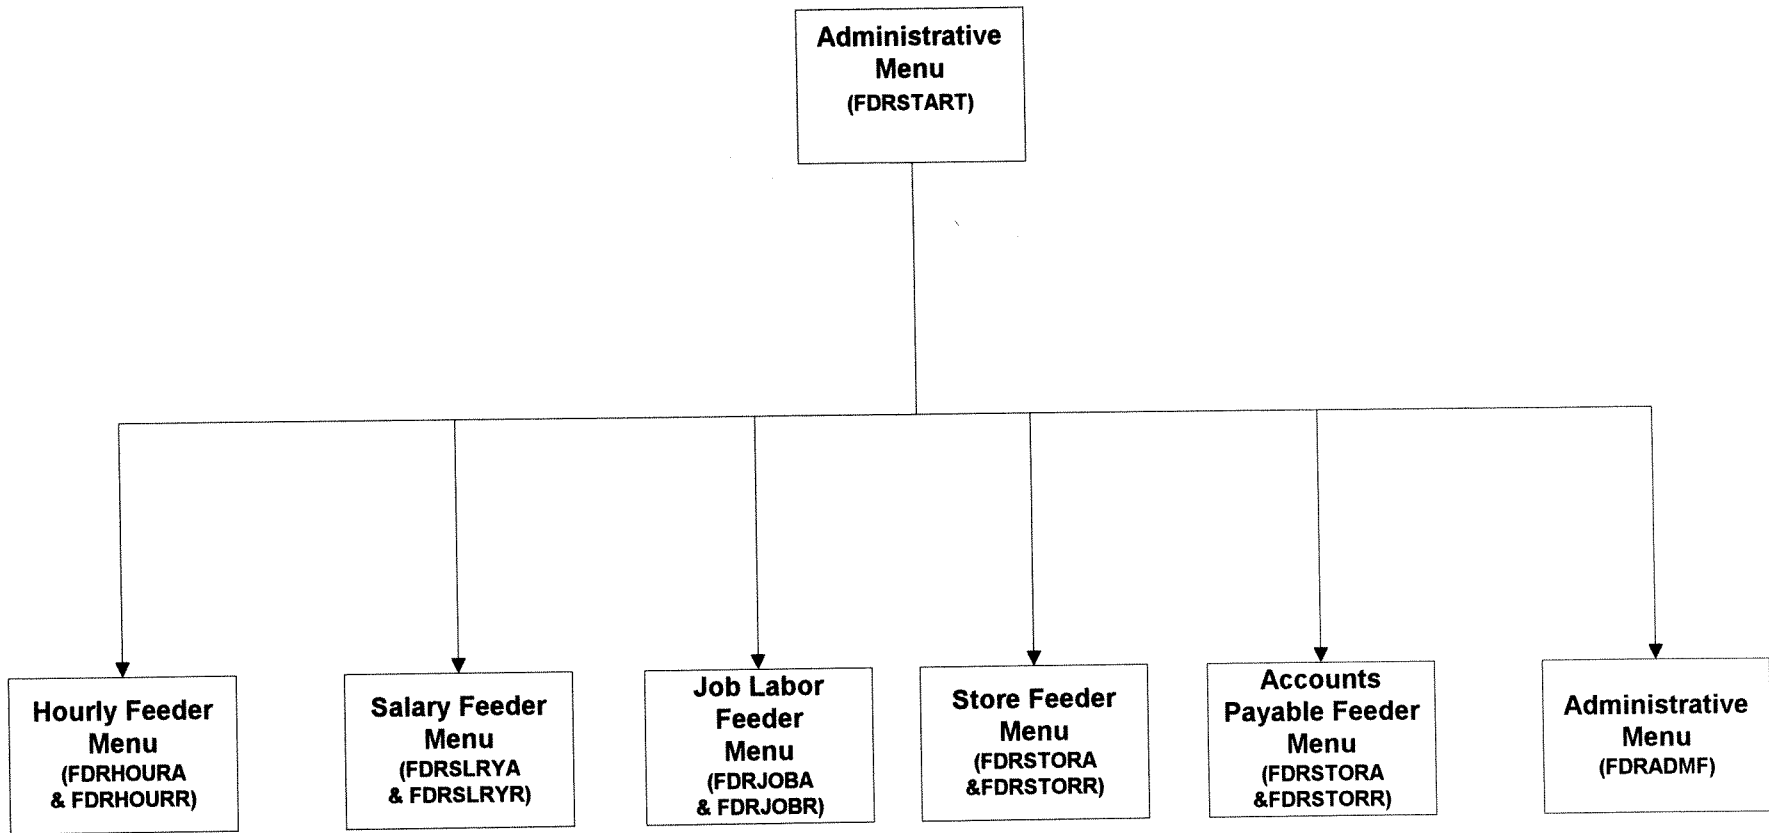 Administrative
Menu
(FDRSTART)
Hourly Feeder
Menu
(FDRHOURA
& FDRHOURR)
Salary Feeder
Menu
(FDRSLRYA
& FDRSLRYR)
Job Labor
Feeder
Menu
(FDRJOBA
& FDRJOBR)
Store Feeder
Menu
(FDRSTORA
&FDRSTORR)
Accounts
Payable Feeder
Menu
(FDRSTORA
&FDRSTORR)
Administrative
Menu
(FDRADMF)